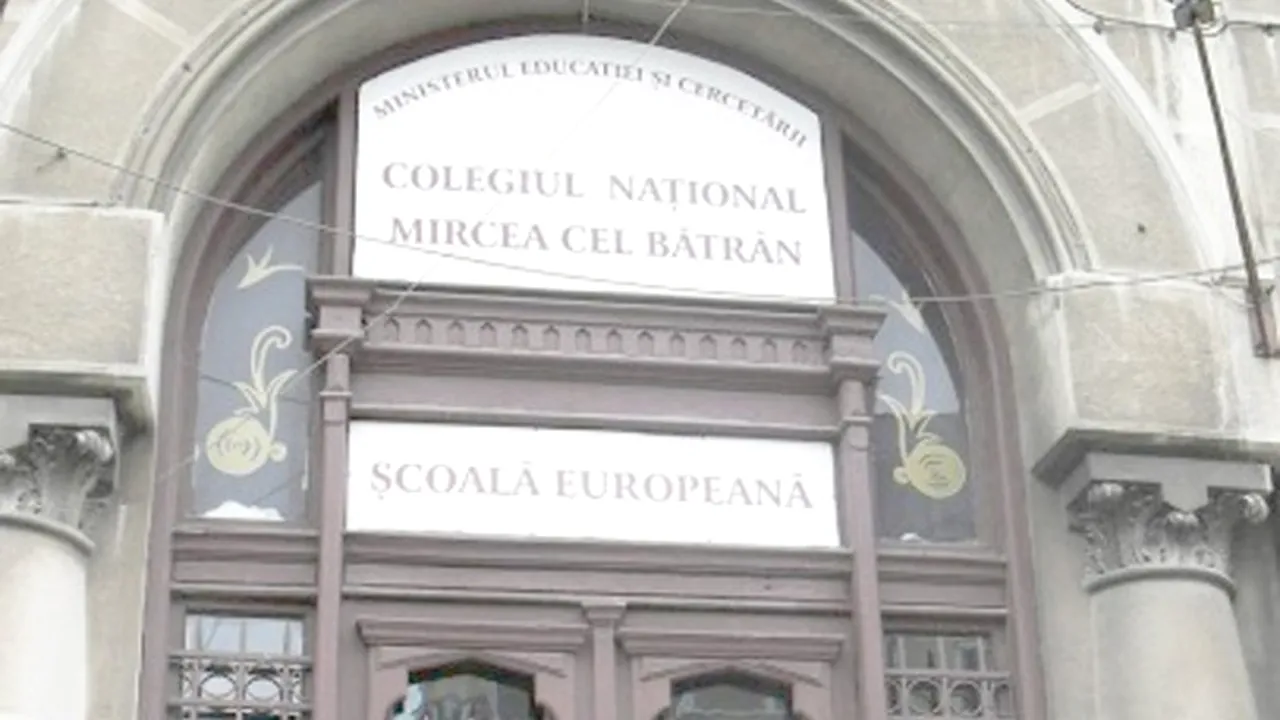 MINISTERUL EDUCAȚIEI ȘI CERCETĂRII
COLEGIUL NAȚIONAL
MIRCEA CEL BĂTRÂN
ȘCOALĂ EUROPEANĂ